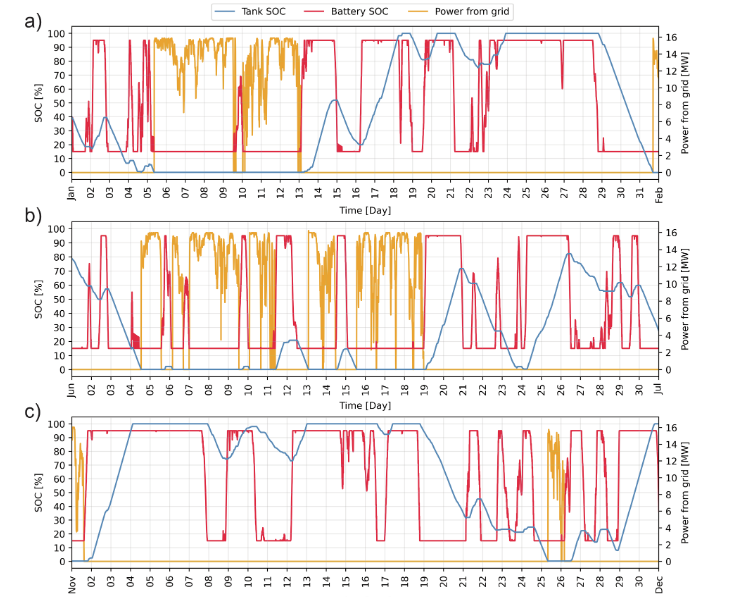 Tank SOC Battery SOC Power from grid
a)
100 90 80 70 60 50 40 30 20 10 0
SOC [%]
16 14 12 10 8 6 4 2 0
Power from grid [MW]
Jan 02 03 04 05 06 07 08 09 10 11 12 13 14 15 16 17 18 19 20 21 22 23 24 25 26 27 28 29 30 31 Feb
Time [Day]
b)
100 90 80 70 60 50 40 30 20 10 0
SOC [%]
16 14 12 10 8 6 4 2 0
Power from grid [MW]
Jun 02 03 04 05 06 07 08 09 10 11 12 13 14 15 16 17 18 19 20 21 22 23 24 25 26 27 28 29 30 Jul
Time [Day]
c)
100 90 80 70 60 50 40 30 20 10 0
SOC [%]
16 14 12 10 8 6 4 2 0
Power from grid [MW]
Nov 02 03 04 05 06 07 08 09 10 11 12 13 14 15 16 17 18 19 20 21 22 23 24 25 26 27 28 29 30 Dec